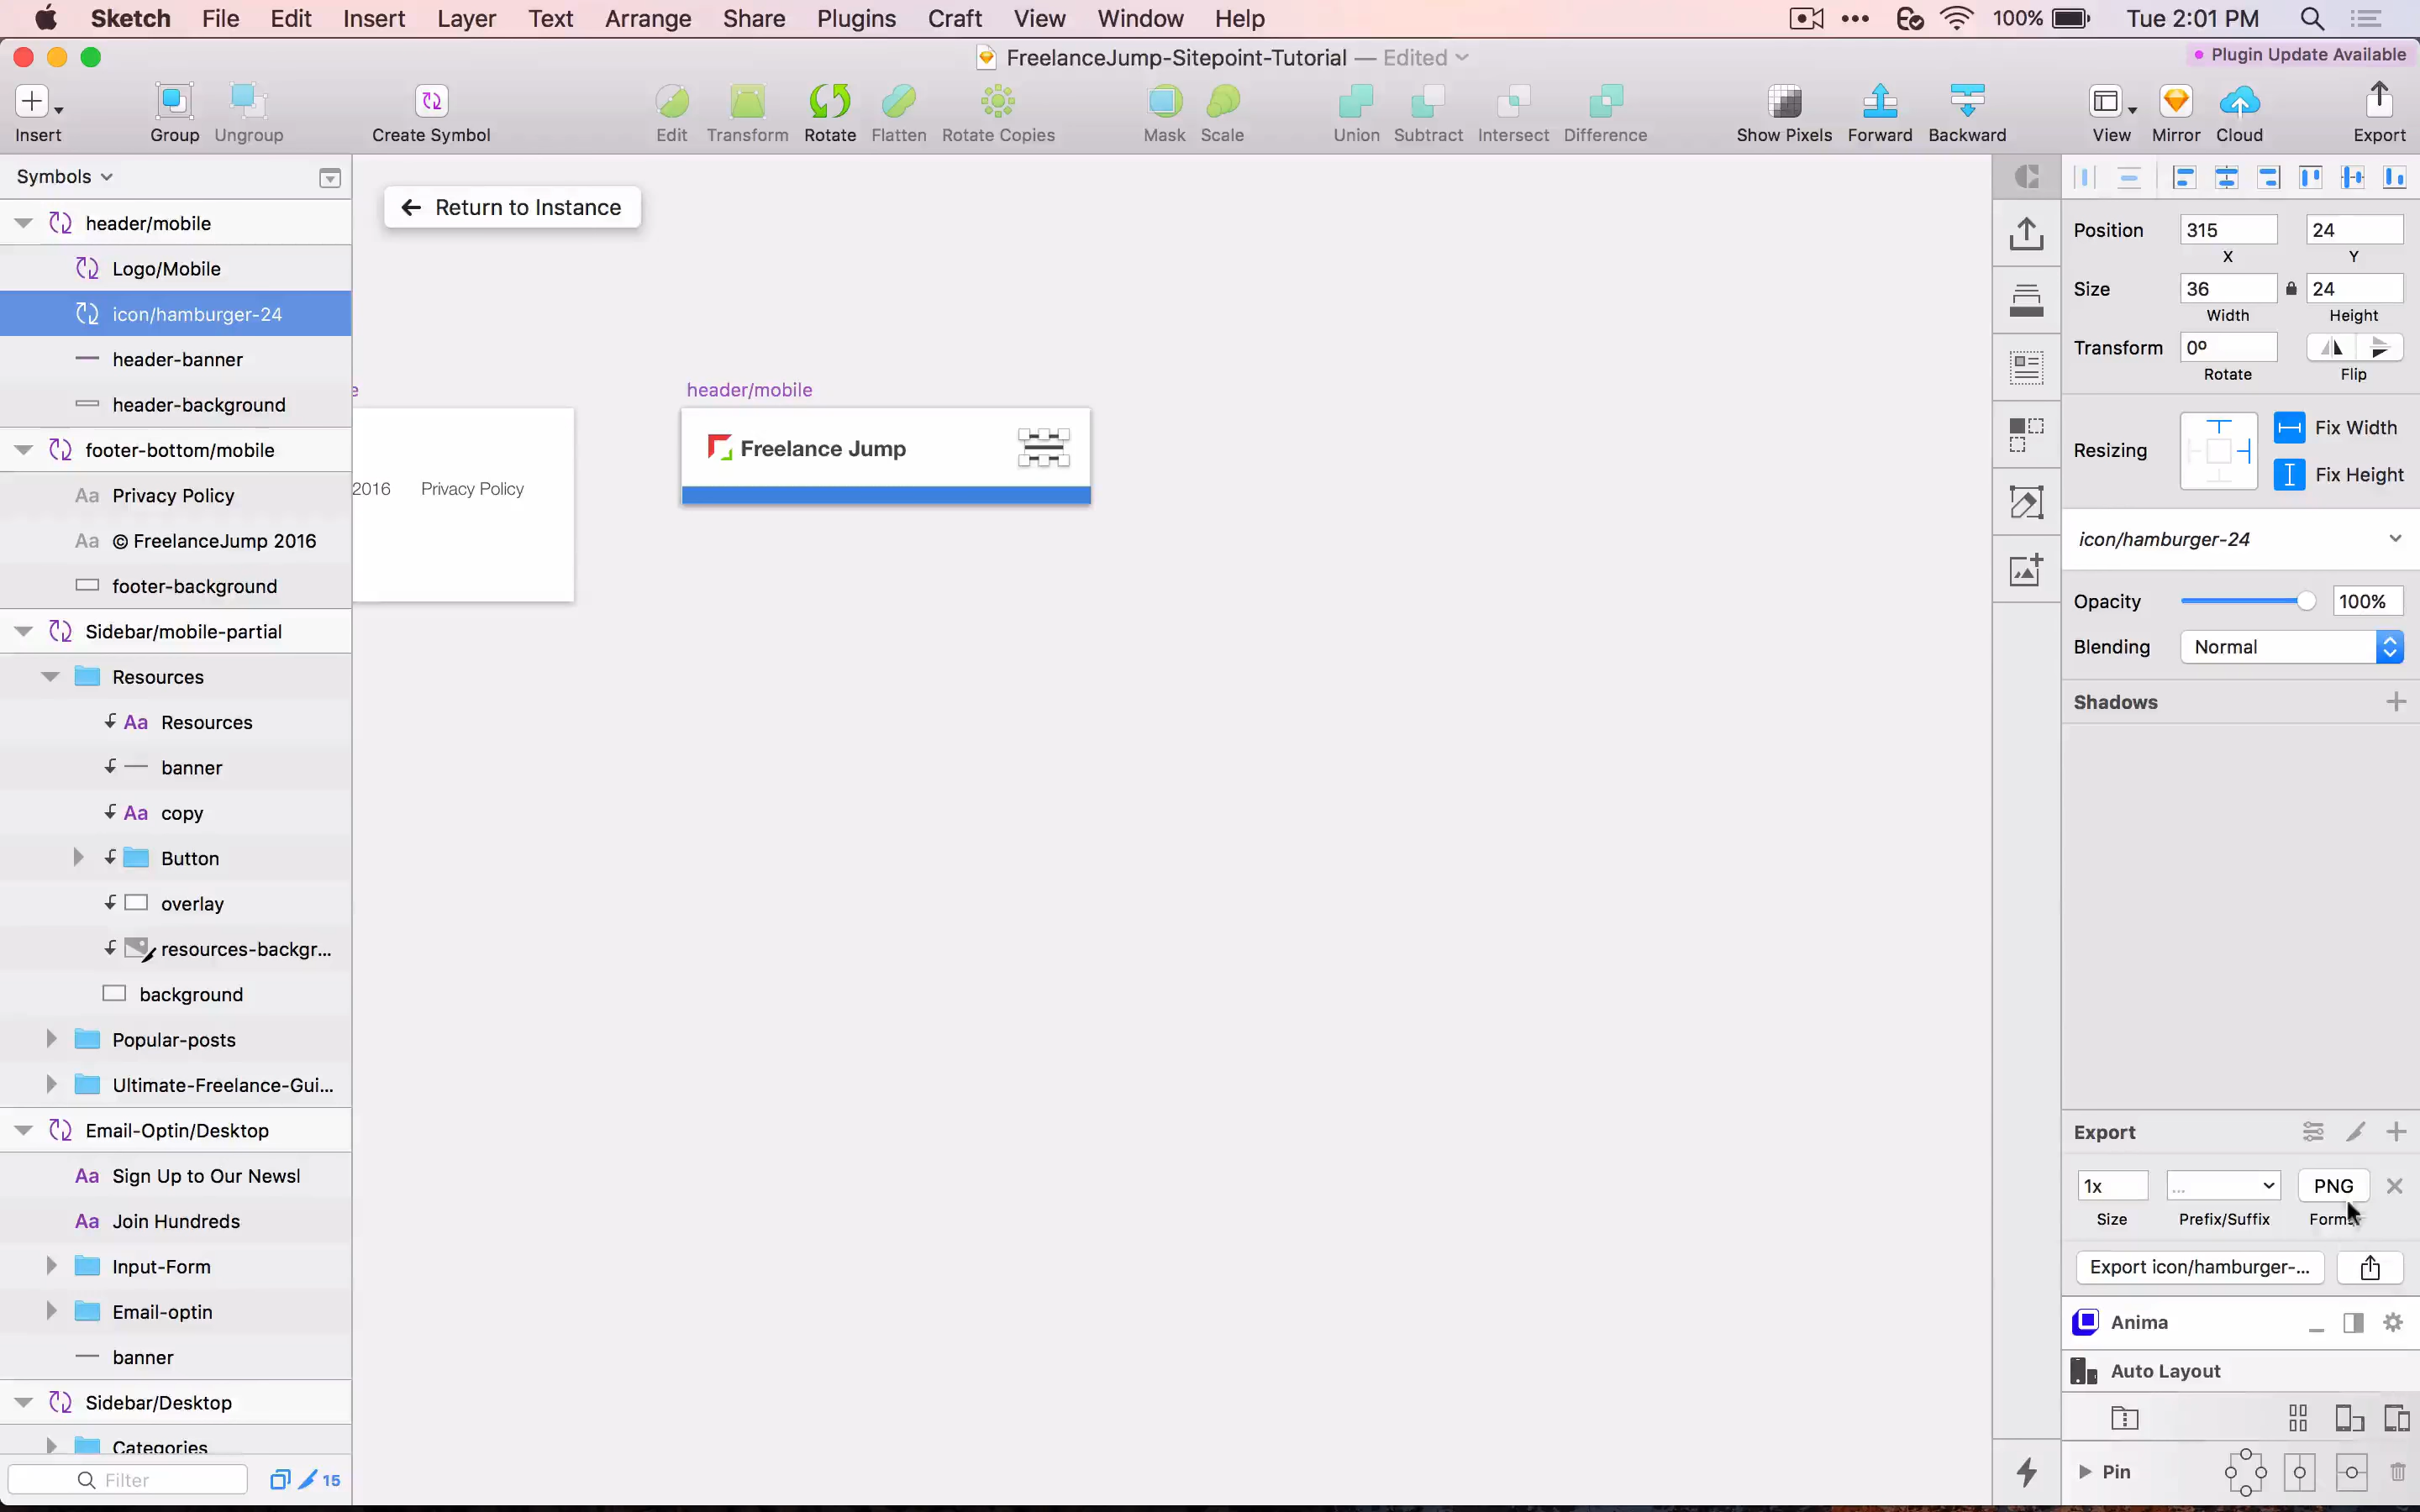 Sketch File Edit Insert Layer Text Arrange Share Plugins Craft View Window Help 100% Tue 2:01 PM
FreelanceJump-Sitepoint-Tutorial — Edited
Plugin Update Available
Insert Group Ungroup Create Symbol Edit Transform Rotate Flatten Rotate Copies Mask Scale Union Subtract Intersect Difference Show Pixels Forward Backward View Mirror Cloud Export
Symbols
header/mobile
Logo/Mobile
icon/hamburger-24
header-banner
header-background
footer-bottom/mobile
Aa Privacy Policy
Aa © FreelanceJump 2016
footer-background
Sidebar/mobile-partial
Resources
Aa Resources
banner
Aa copy
Button
overlay
resources-backgr...
background
Popular-posts
Ultimate-Freelance-Gui...
Email-Optin/Desktop
Aa Sign Up to Our Newsl
Aa Join Hundreds
Input-Form
Email-optin
banner
Sidebar/Desktop
Categories
Filter 15
← Return to Instance
e
2016 Privacy Policy
header/mobile
Freelance Jump
Position 315 24
X Y
Size 36 24
Width Height
Transform 0º
Rotate Flip
Resizing Fix Width
Fix Height
icon/hamburger-24
Opacity 100%
Blending Normal
Shadows
Export
1x ... PNG
Size Prefix/Suffix
Export icon/hamburger-...
Anima
Auto Layout
Pin